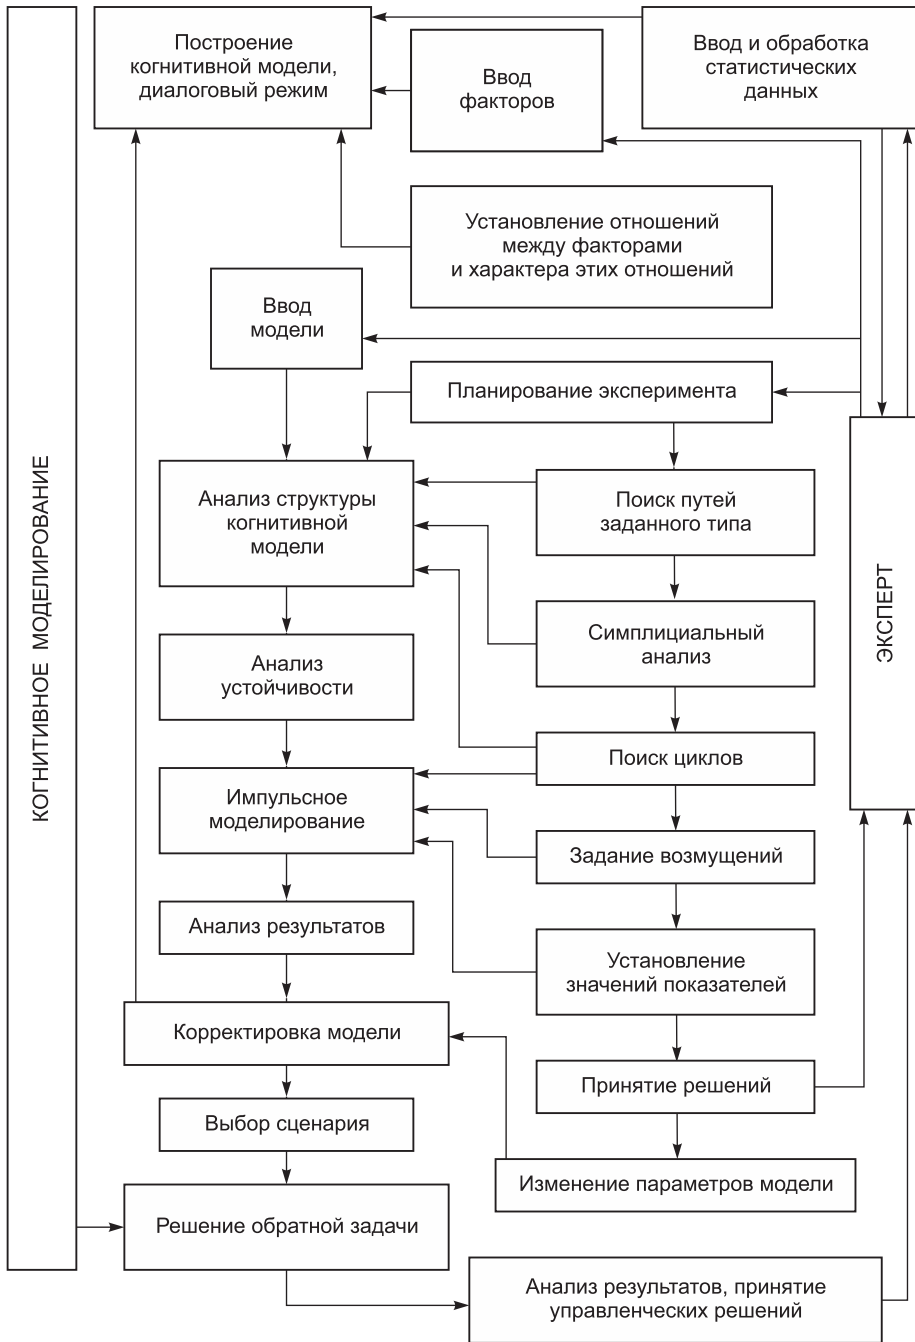 КОГНИТИВНОЕ МОДЕЛИРОВАНИЕ
Построение
когнитивной модели,
диалоговый режим
Ввод
факторов
Ввод и обработка
статистических
данных
Установление отношений
между факторами
и характера этих отношений
Ввод
модели
Планирование эксперимента
Анализ структуры
когнитивной
модели
Поиск путей
заданного типа
ЭКСПЕРТ
Анализ
устойчивости
Симплициальный
анализ
Поиск циклов
Импульсное
моделирование
Задание возмущений
Анализ результатов
Установление
значений показателей
Корректировка модели
Принятие решений
Выбор сценария
Изменение параметров модели
Решение обратной задачи
Анализ результатов, принятие
управленческих решений